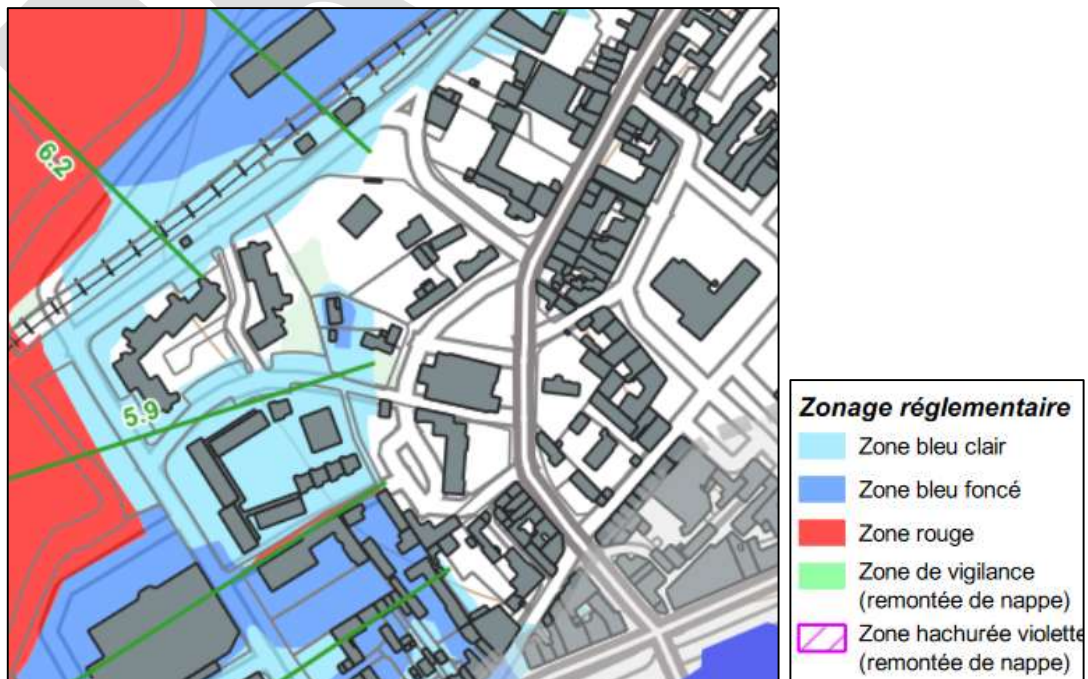 6.2
5.9
Zonage réglementaire
Zone bleu clair
Zone bleu foncé
Zone rouge
Zone de vigilance
(remontée de nappe)
Zone hachurée violette
(remontée de nappe)